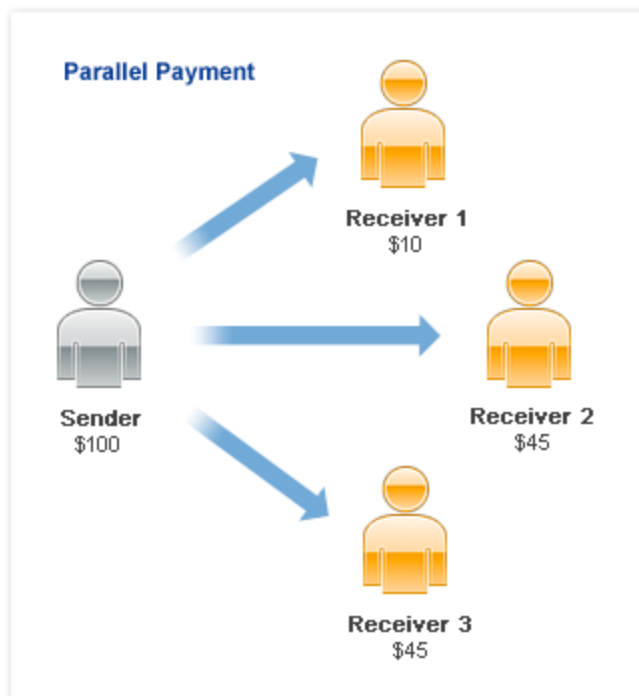 Parallel Payment
Receiver 1
$10
Sender
$100
Receiver 2
$45
Receiver 3
$45